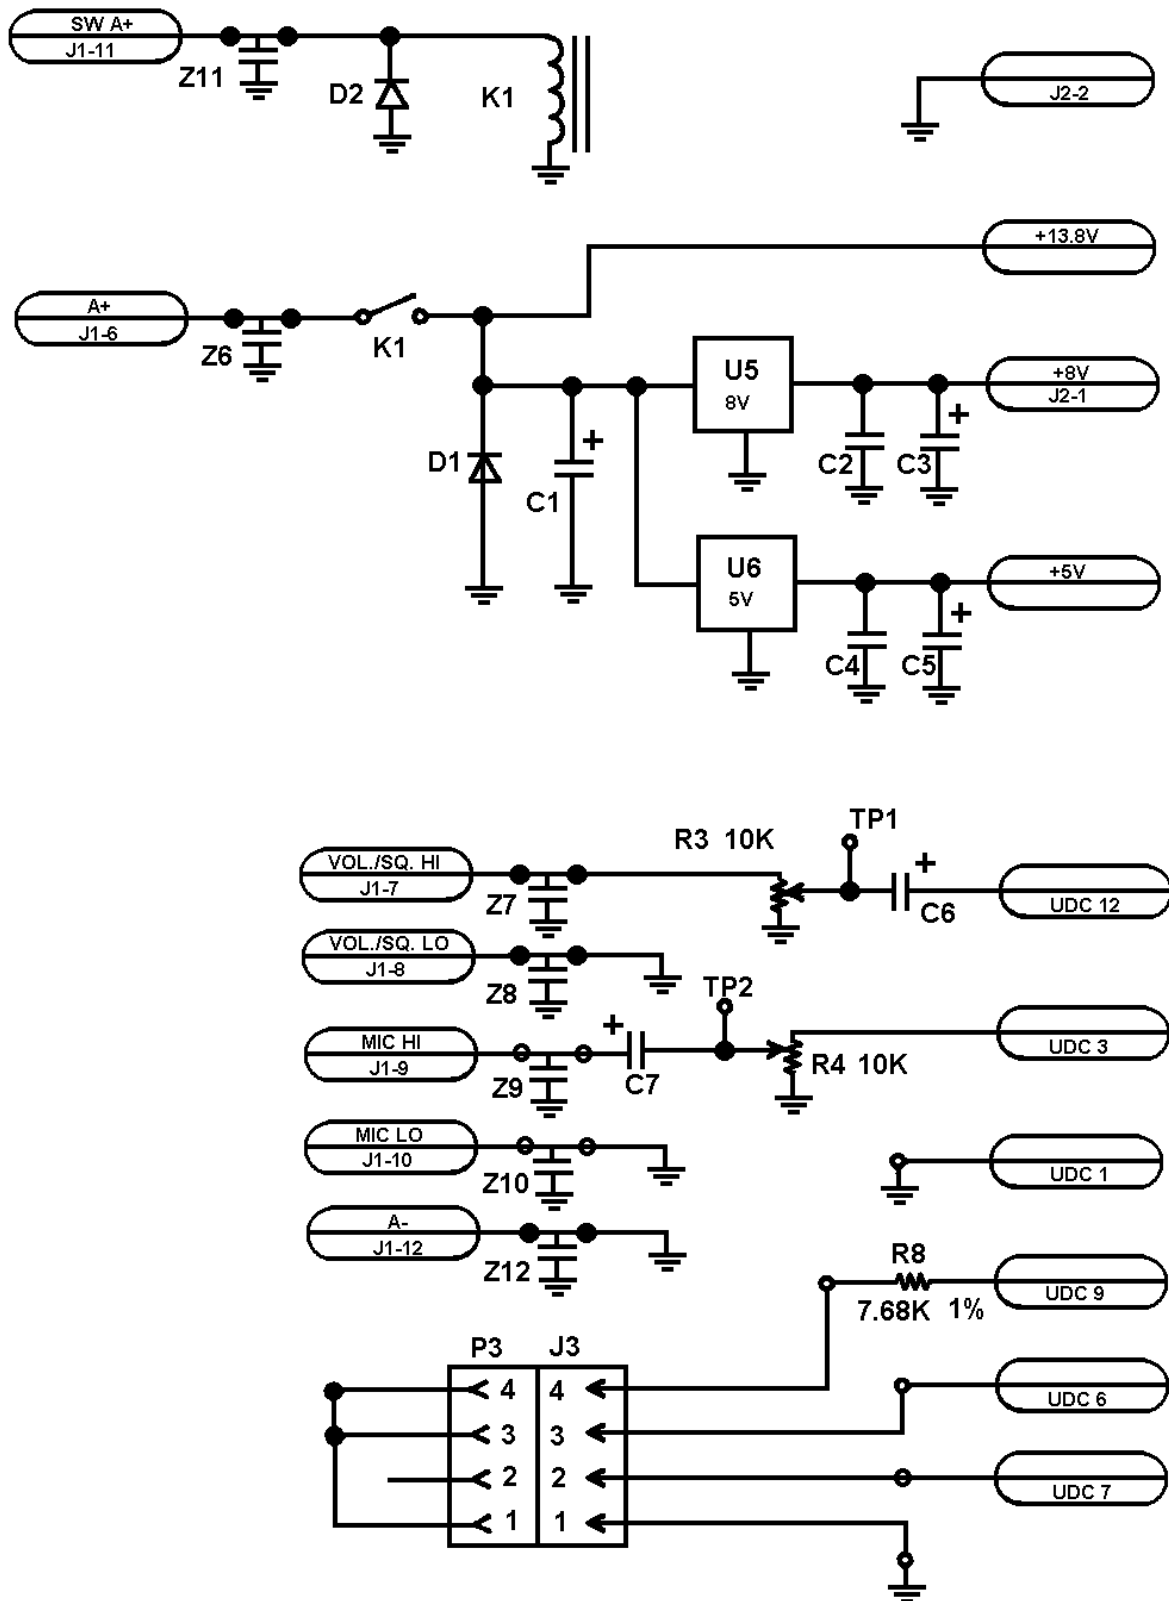 SW A+
J1-11
Z11
D2
K1
J2-2
+13.8V
A+
J1-6
Z6
K1
U5
8V
+8V
J2-1
D1
+
C1
C2
+
C3
U6
5V
+5V
C4
+
C5
R3 10K
TP1
VOL./SQ. HI
J1-7
Z7
+
C6
UDC 12
VOL./SQ. LO
J1-8
Z8
TP2
MIC HI
J1-9
Z9
+
C7
R4 10K
UDC 3
MIC LO
J1-10
Z10
UDC 1
A-
J1-12
Z12
R8
7.68K 1%
UDC 9
P3 J3
4 4
3 3
2 2
1 1
UDC 6
UDC 7